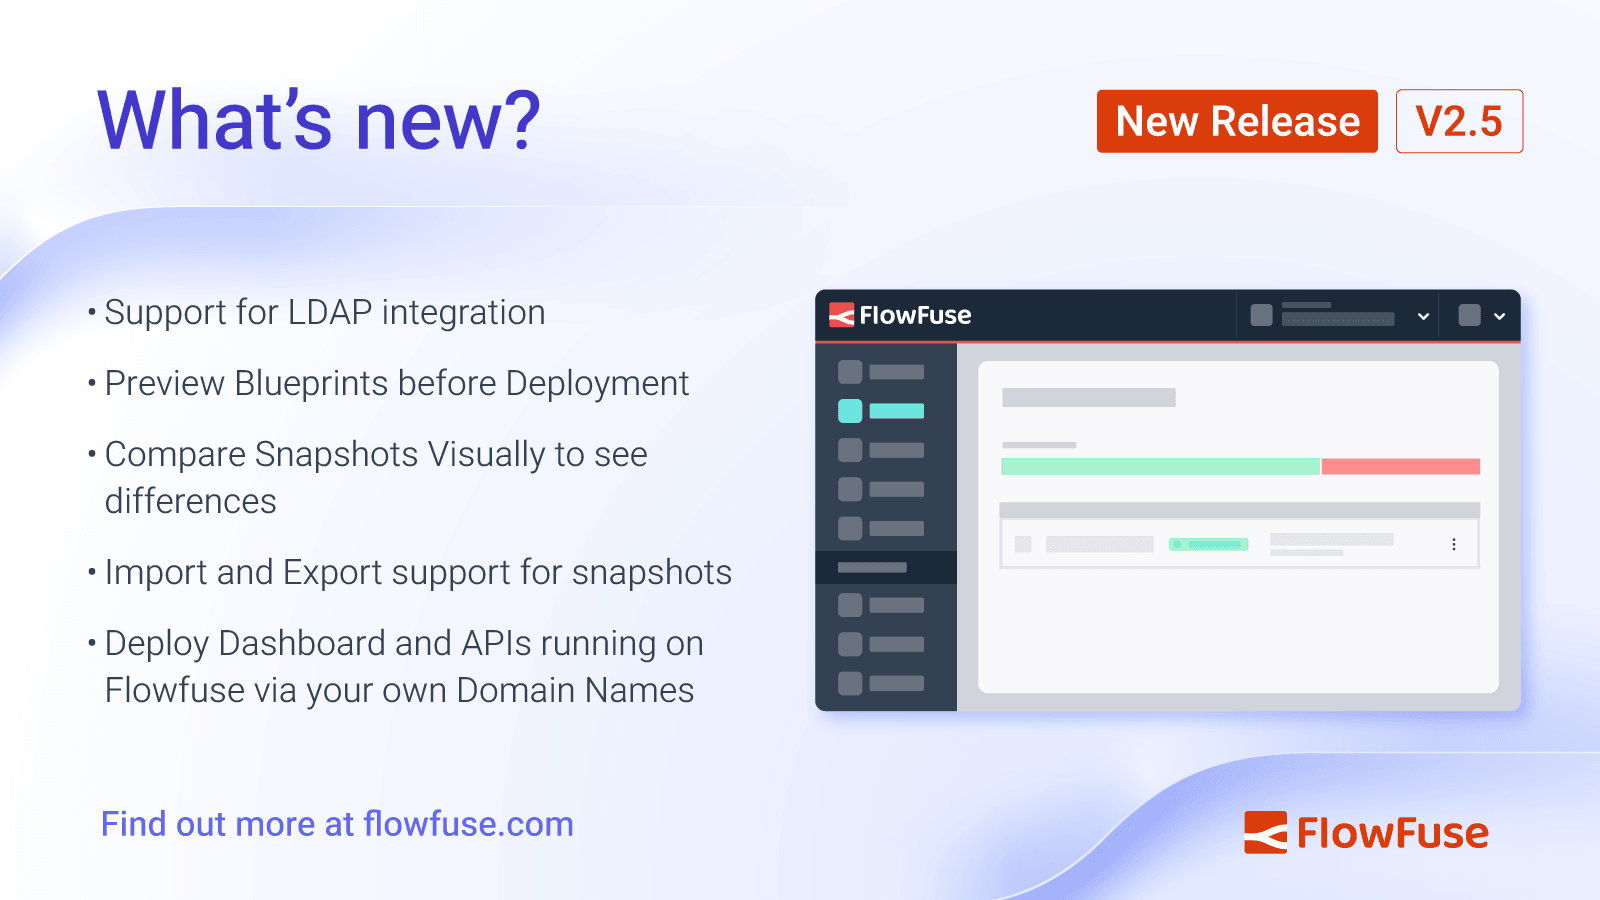 What's new?
New Release
V2.5
• Support for LDAP integration
• Preview Blueprints before Deployment
• Compare Snapshots Visually to see
differences
• Import and Export support for snapshots
• Deploy Dashboard and APIs running on
Flowfuse via your own Domain Names
FlowFuse
Find out more at flowfuse.com
FlowFuse